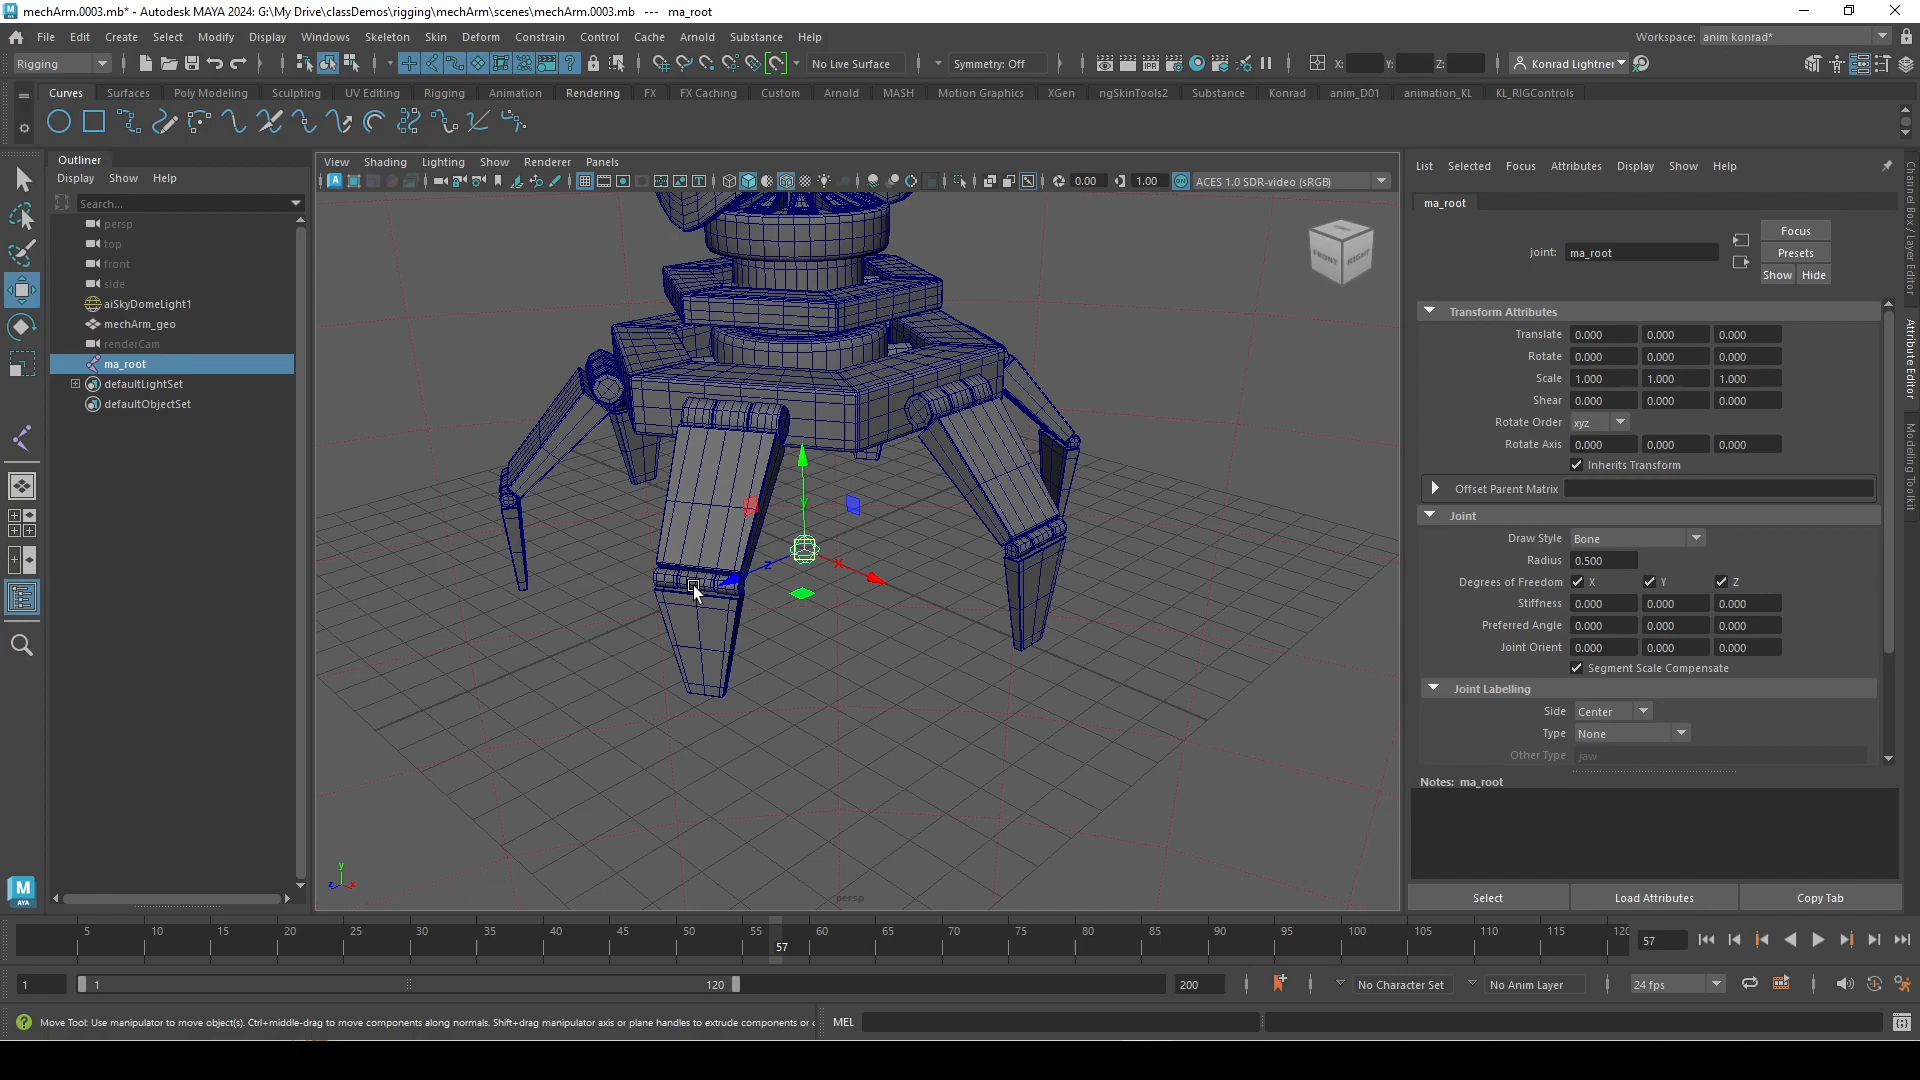 mechArm.0003.mb* - Autodesk MAYA 2024: G:\My Drive\classDemos\rigging\mechArm\scenes\mechArm.0003.mb --- ma_root
File Edit Create Select Modify Display Windows Skeleton Skin Deform Constrain Control Cache Arnold Substance Help
Workspace: anim konrad*
Rigging No Live Surface Symmetry: Off X: Y: Z: Konrad Lightner
Curves Surfaces Poly Modeling Sculpting UV Editing Rigging Animation Rendering FX FX Caching Custom Arnold MASH Motion Graphics XGen ngSkinTools2 Substance Konrad anim_D01 animation_KL KL_RIGControls
Outliner
Display Show Help
Search...
persp
top
front
side
aiSkyDomeLight1
mechArm_geo
renderCam
ma_root
defaultLightSet
defaultObjectSet
View Shading Lighting Show Renderer Panels
0.00 1.00 ACES 1.0 SDR-video (sRGB)
FRONT RIGHT
z x
y
z x
persp
List Selected Focus Attributes Display Show Help
ma_root
joint: ma_root
Focus
Presets
Show Hide
Transform Attributes
Translate 0.000 0.000 0.000
Rotate 0.000 0.000 0.000
Scale 1.000 1.000 1.000
Shear 0.000 0.000 0.000
Rotate Order xyz
Rotate Axis 0.000 0.000 0.000
Inherits Transform
Offset Parent Matrix
Joint
Draw Style Bone
Radius 0.500
Degrees of Freedom X Y Z
Stiffness 0.000 0.000 0.000
Preferred Angle 0.000 0.000 0.000
Joint Orient 0.000 0.000 0.000
Segment Scale Compensate
Joint Labelling
Side Center
Type None
Other Type jaw
Notes: ma_root
Select Load Attributes Copy Tab
Channel Box / Layer Editor
Attribute Editor
Modeling Toolkit
M
AYA
5 10 15 20 25 30 35 40 45 50 55 60 65 70 75 80 85 90 95 100 105 110 115 120
57
57
1 1 120 200 No Character Set No Anim Layer 24 fps
Move Tool: Use manipulator to move object(s). Ctrl+middle-drag to move components along normals. Shift+drag manipulator axis or plane handles to extrude components or
MEL